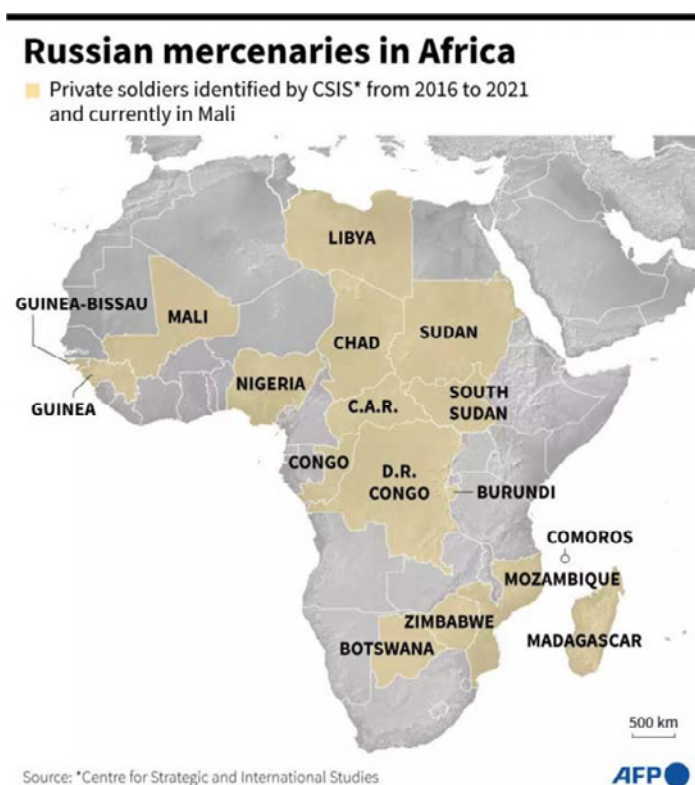 Russian mercenaries in Africa
Private soldiers identified by CSIS* from 2016 to 2021
and currently in Mali
LIBYA
GUINEA-BISSAU
MALI
CHAD
SUDAN
NIGERIA
GUINEA
C.A.R.
SOUTH
SUDAN
CONGO
D.R.
CONGO
BURUNDI
COMOROS
MOZAMBIQUE
ZIMBABWE
BOTSWANA
MADAGASCAR
500 km
Source: *Centre for Strategic and International Studies
AFP